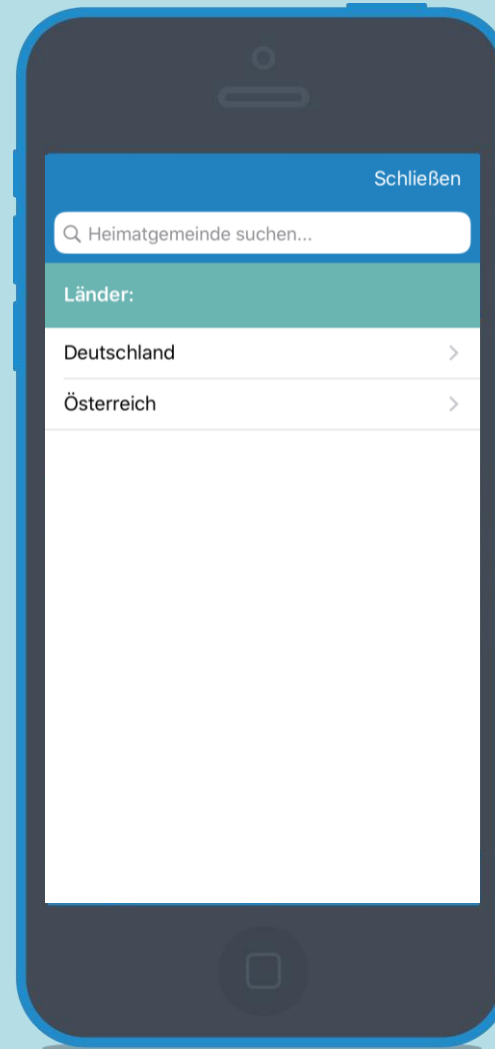 Schließen
Heimatgemeinde suchen...
Länder:
Deutschland
Österreich